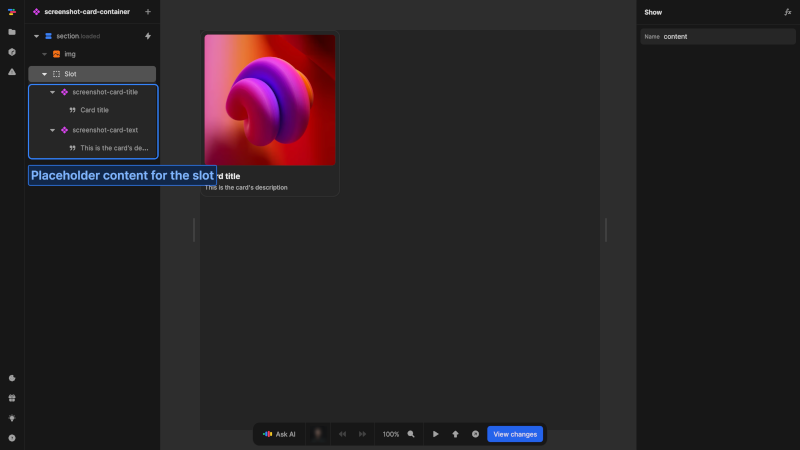 screenshot-card-container
section.loaded
img
Slot
screenshot-card-title
Card title
screenshot-card-text
This is the card's de...
Placeholder content for the slot
rd title
This is the card's description
Show
fx
Name content
Ask AI
100%
View changes